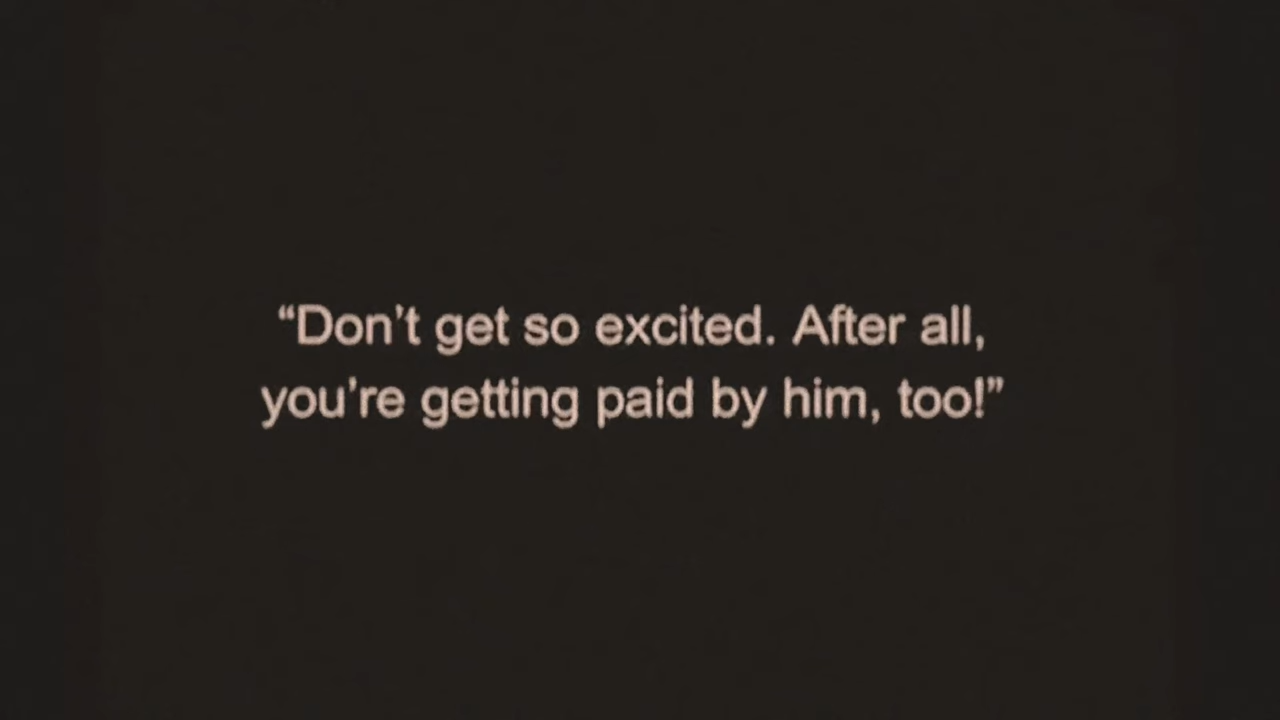 “Don’t get so excited. After all,
you’re getting paid by him, too!”